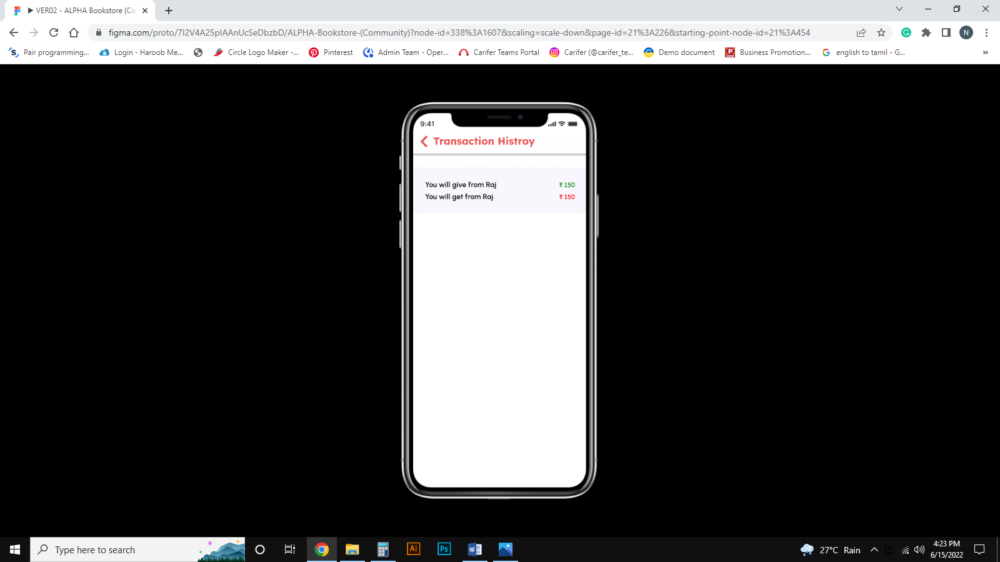 VER02 - ALPHA Bookstore (Co
figma.com/proto/7I2V4A25pIAAnUcSeDbzbD/ALPHA-Bookstore-(Community)?node-id=338%3A1607&scaling=scale-down&page-id=21%3A226&starting-point-node-id=21%3A454
N
Pair programming... Login - Haroob Me... Circle Logo Maker -... Pinterest Admin Team - Oper... Carifer Teams Portal Carifer (@carifer_te... Demo document Business Promotion... english to tamil - G... »
9:41
Transaction Histroy
You will give from Raj ₹ 150
You will get from Raj ₹ 150
Type here to search
Ai
Ps
27°C Rain
4:23 PM
6/15/2022